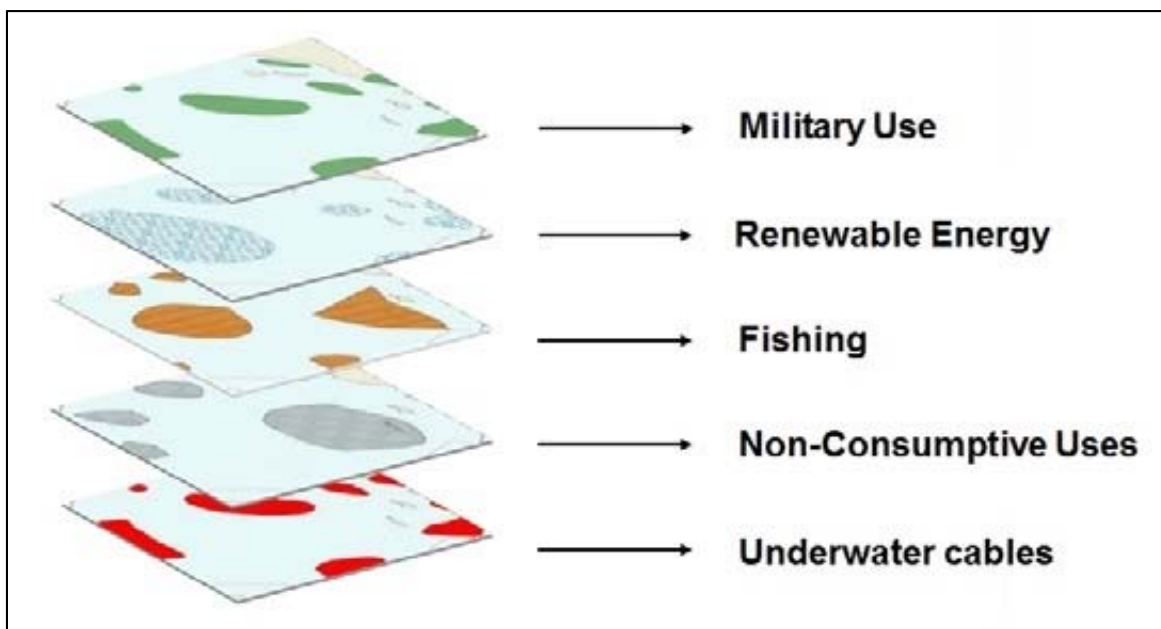 Military Use
Renewable Energy
Fishing
Non-Consumptive Uses
Underwater cables